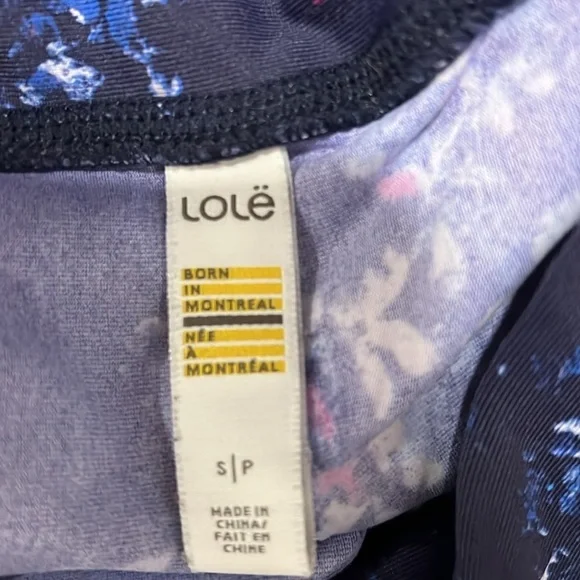 LOLË
BORN
IN
MONTREAL
NÉE
À
MONTRÉAL
S|P
MADE IN
CHINA/
FAIT EN
CHINE